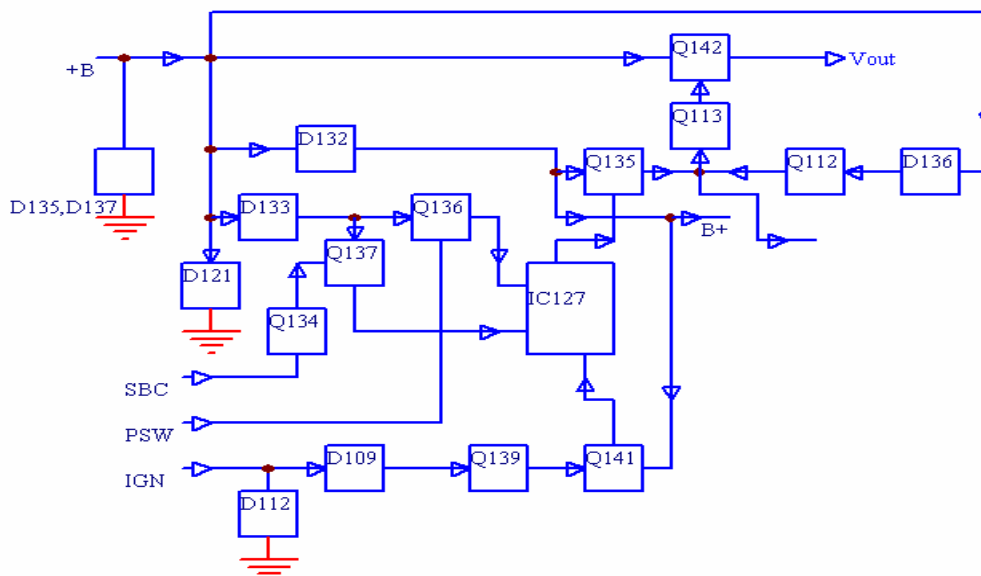 Q142
+B
Vout
Q113
D132
Q135
Q112
D136
D135,D137
D133
Q136
B+
Q137
D121
IC127
Q134
SBC
PSW
IGN
D109
Q139
Q141
D112